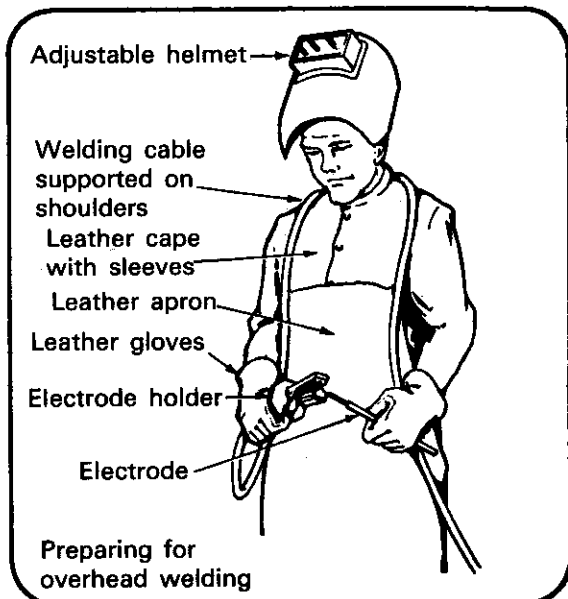 Adjustable helmet
Welding cable
supported on
shoulders
Leather cape
with sleeves
Leather apron
Leather gloves
Electrode holder
Electrode
Preparing for
overhead welding